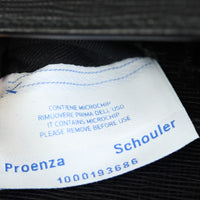 CONTIENE MICROCHIP
RIMUOVERE PRIMA DELL USO
IT CONTAINS MICROCHIP
PLEASE REMOVE BEFORE USE
Proenza Schouler
1000193686